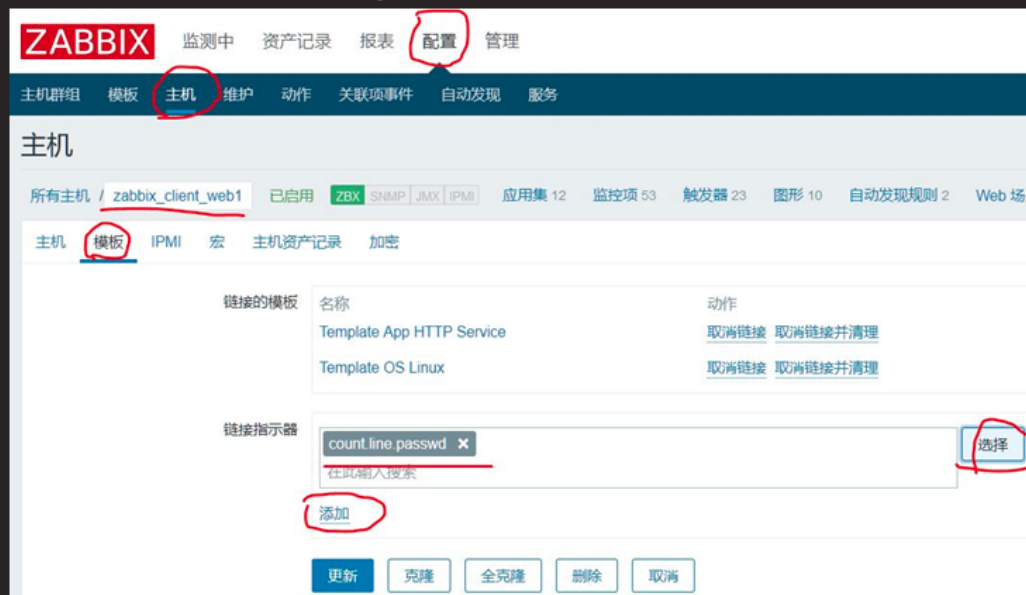 ZABBIX 监测中 资产记录 报表 配置 管理
主机群组 模板 主机 维护 动作 关联项事件 自动发现 服务
主机
所有主机 / zabbix_client_web1 已启用 ZBX SNMP JMX IPMI 应用集 12 监控项 53 触发器 23 图形 10 自动发现规则 2 Web 场
主机 模板 IPMI 宏 主机资产记录 加密
链接的模板 名称 动作
Template App HTTP Service 取消链接 取消链接并清理
Template OS Linux 取消链接 取消链接并清理
链接指示器 count.line.passwd ✕ 选择
在此输入搜索
添加
更新 克隆 全克隆 删除 取消